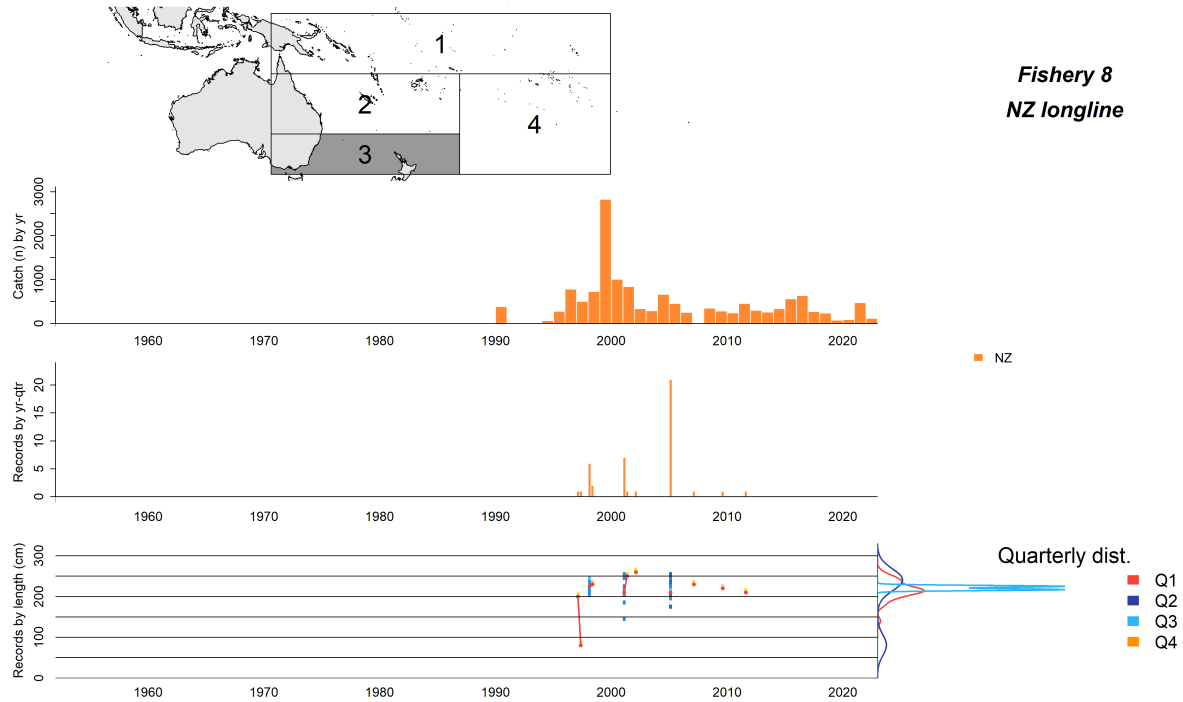 1
2
3
4
Fishery 8
NZ longline
Catch (n) by yr
3000
2000
1000
0
1960 1970 1980 1990 2000 2010 2020
NZ
Records by yr-qtr
20
15
10
5
0
1960 1970 1980 1990 2000 2010 2020
Records by length (cm)
300
200
100
0
1960 1970 1980 1990 2000 2010 2020
Quarterly dist.
Q1
Q2
Q3
Q4